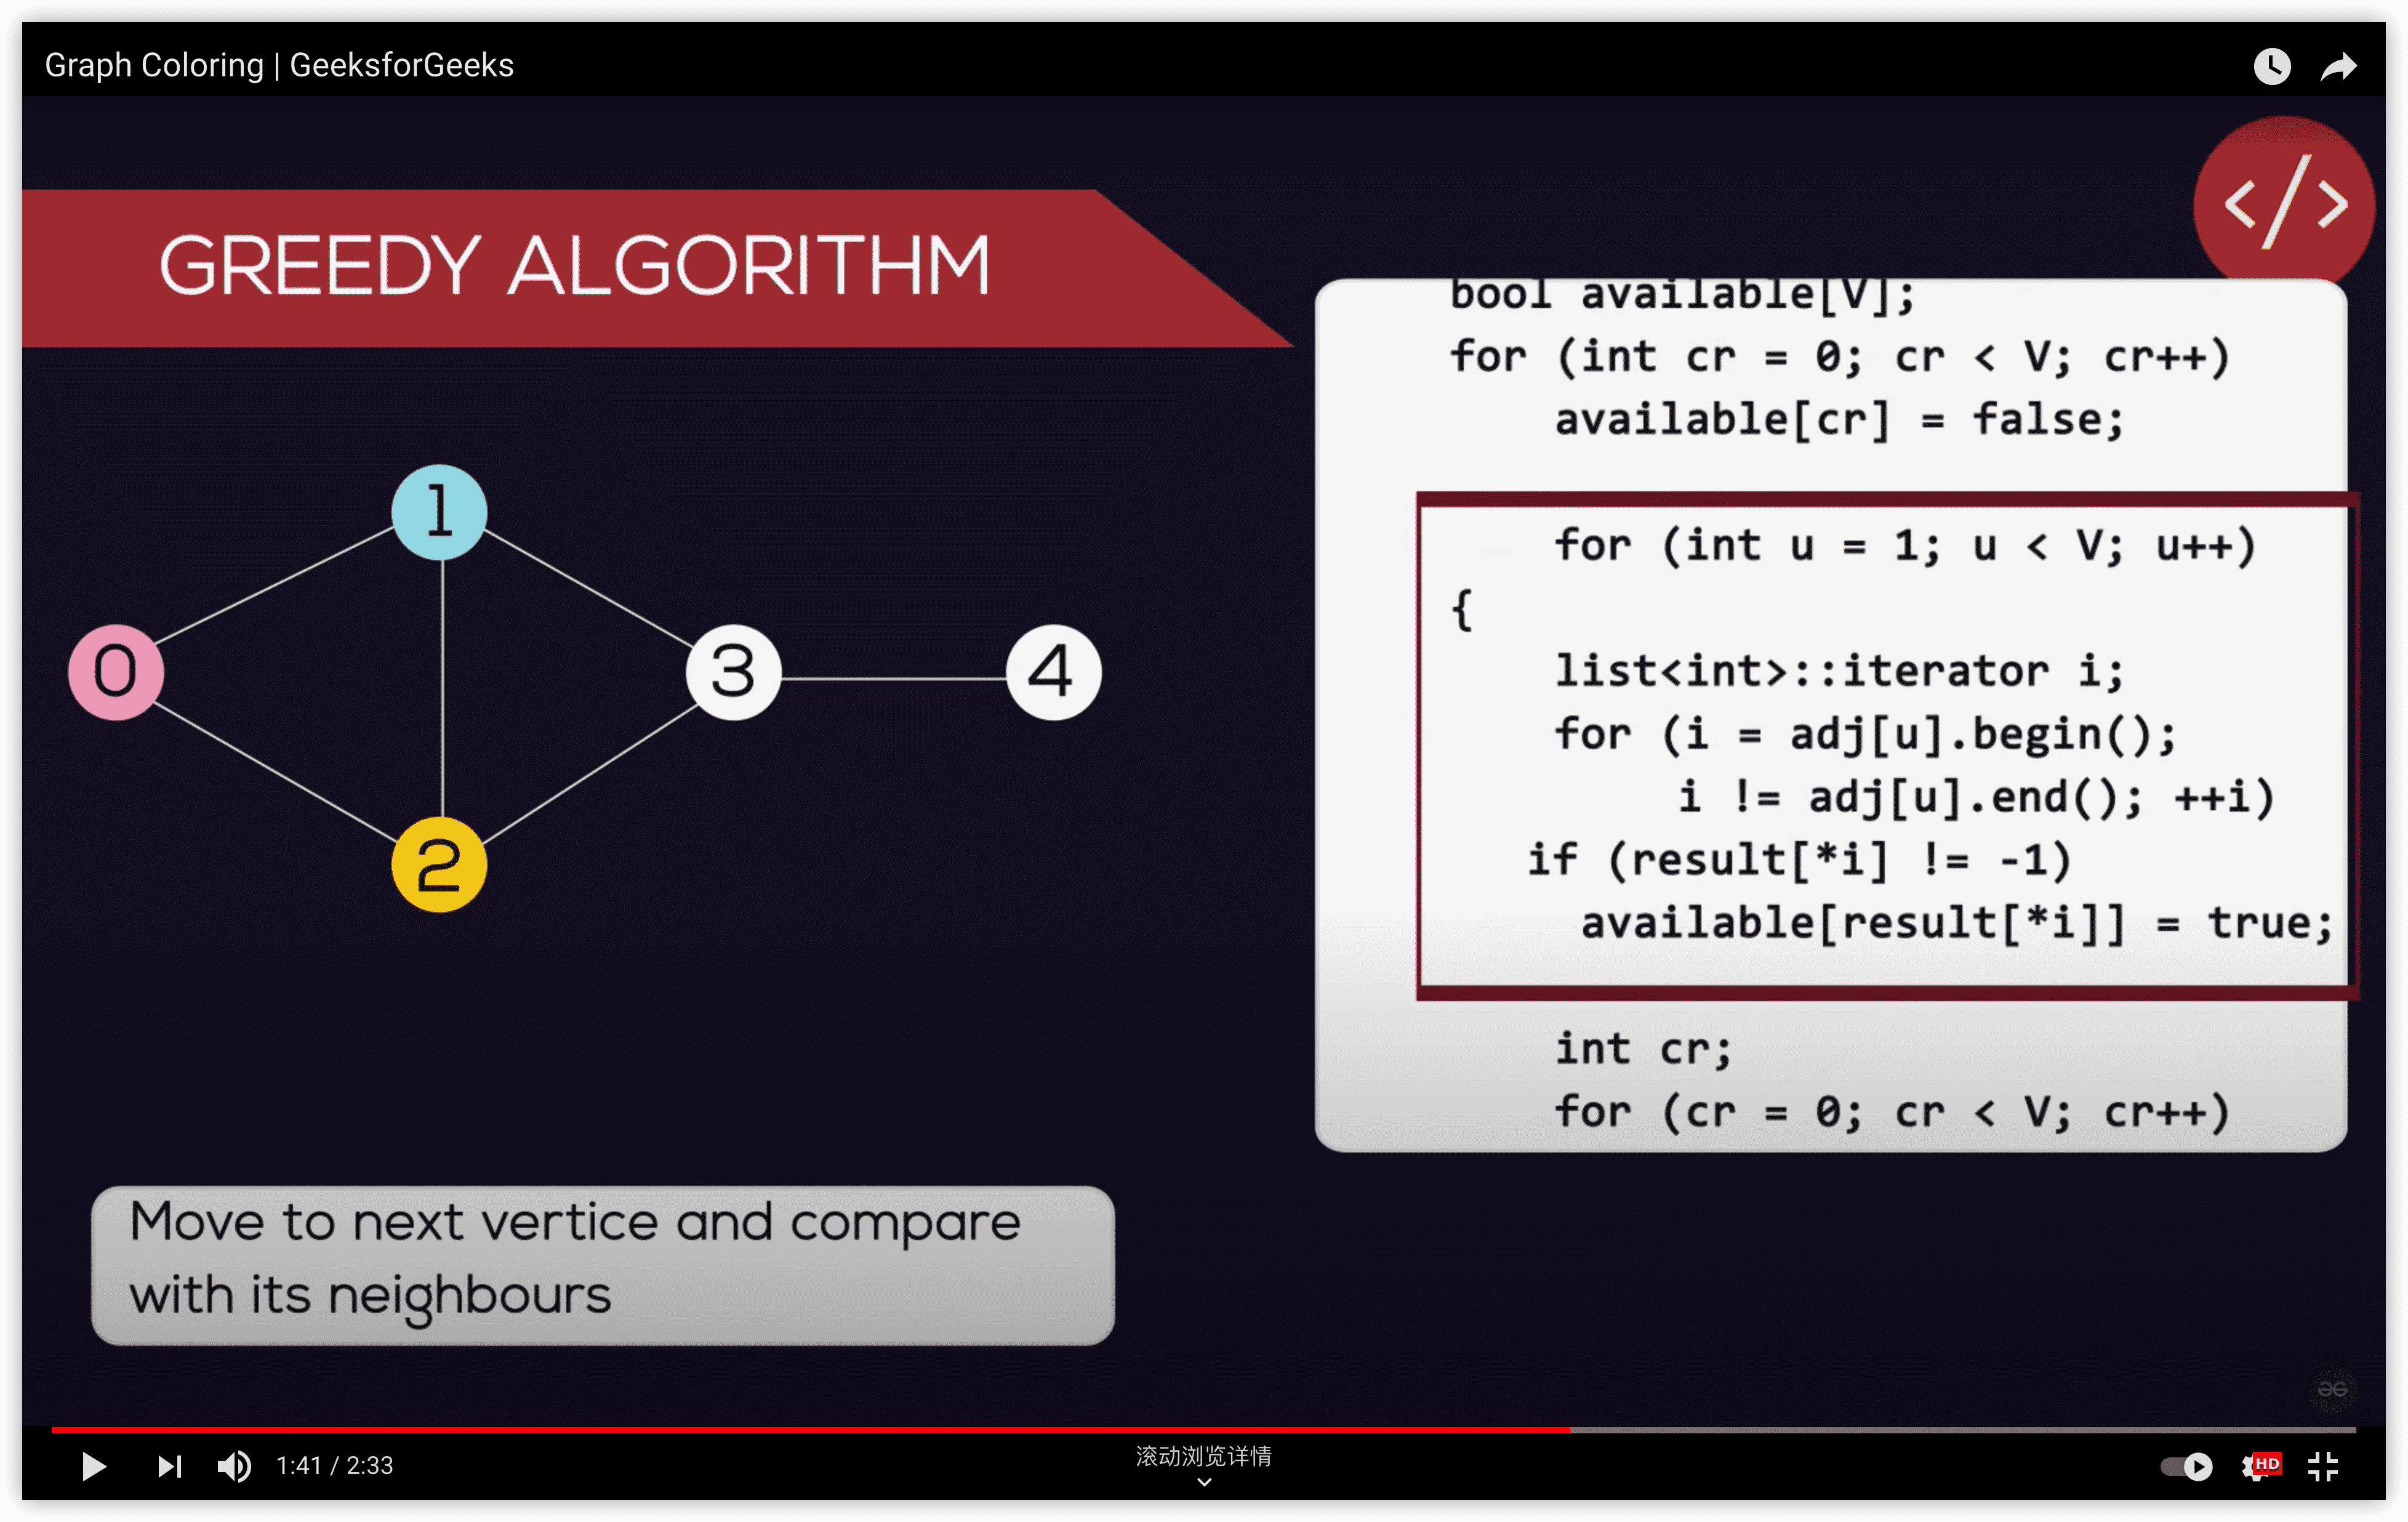 Graph Coloring | GeeksforGeeks
</>
GREEDY ALGORITHM
bool available[V];
for (int cr = 0; cr < V; cr++)
available[cr] = false;
for (int u = 1; u < V; u++)
{
list<int>::iterator i;
for (i = adj[u].begin();
i != adj[u].end(); ++i)
if (result[*i] != -1)
available[result[*i]] = true;
int cr;
for (cr = 0; cr < V; cr++)
1
0
3
4
2
Move to next vertice and compare
with its neighbours
1:41 / 2:33
滚动浏览详情
HD